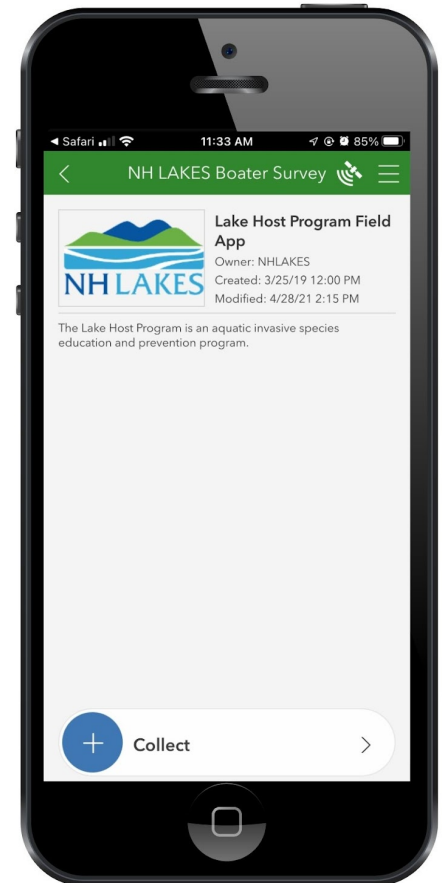 ◄ Safari 11:33 AM 85%
NH LAKES Boater Survey
NH LAKES
Lake Host Program Field
App
Owner: NHLAKES
Created: 3/25/19 12:00 PM
Modified: 4/28/21 2:15 PM
The Lake Host Program is an aquatic invasive species
education and prevention program.
Collect